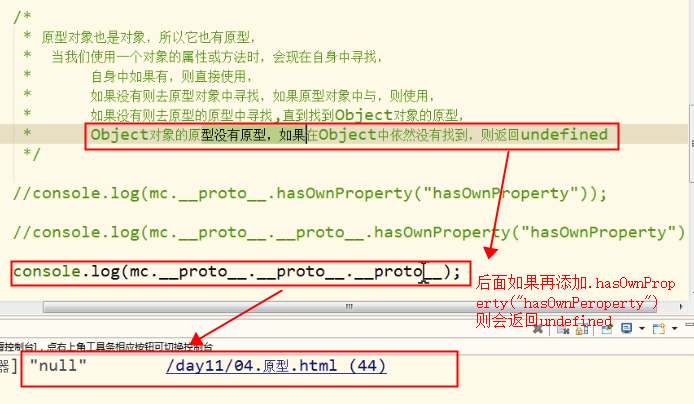 /*
* 原型对象也是对象，所以它也有原型，
* 当我们使用一个对象的属性或方法时，会现在自身中寻找，
* 自身中如果有，则直接使用，
* 如果没有则去原型对象中寻找，如果原型对象中与，则使用，
* 如果没有则去原型的原型中寻找,直到找到Object对象的原型，
* Object对象的原型没有原型，如果在Object中依然没有找到，则返回undefined
*/
//console.log(mc.__proto__.hasOwnProperty("hasOwnProperty"));
//console.log(mc.__proto__.__proto__.hasOwnProperty("hasOwnProperty")
console.log(mc.__proto__.__proto__.__proto__);
后面如果再添加.hasOwnProp
erty("hasOwnPeroperty")
则会返回undefined
控制台]，点右上角工具条相应按钮可切换控制台
器] "null" /day11/04.原型.html (44)